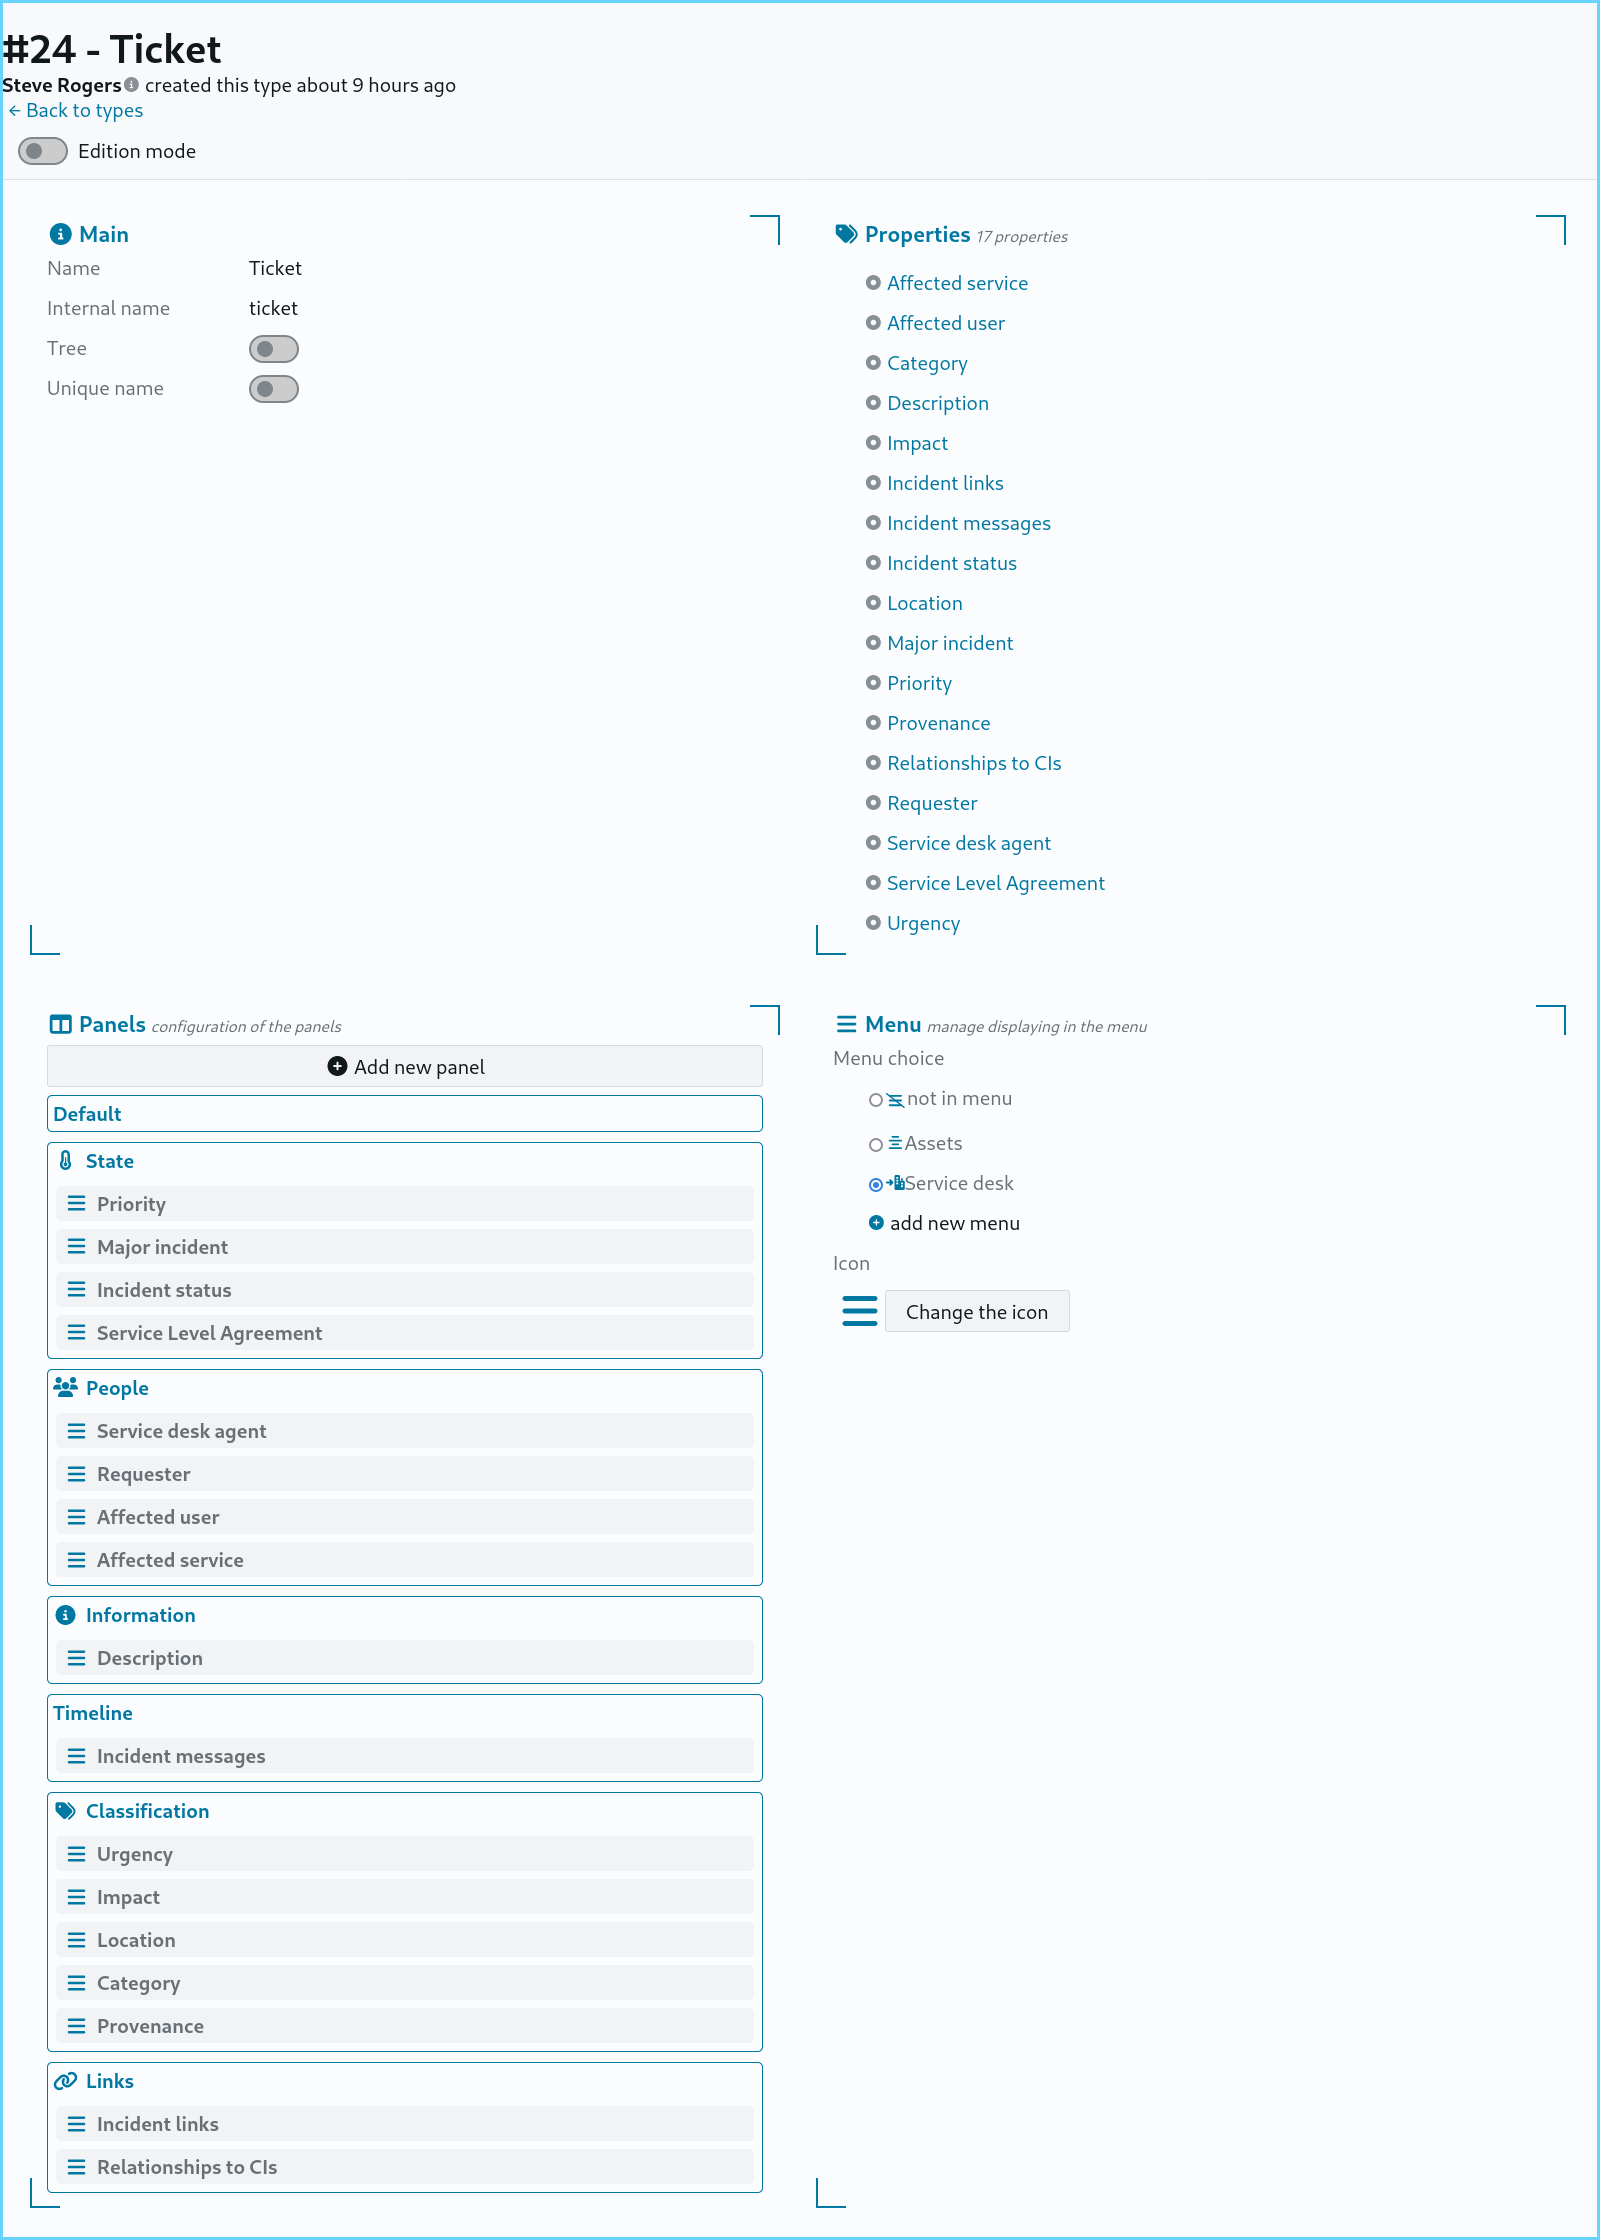 #24 - Ticket
Steve Rogers created this type about 9 hours ago
← Back to types
Edition mode
Main
Name Ticket
Internal name ticket
Tree
Unique name
Properties 17 properties
Affected service
Affected user
Category
Description
Impact
Incident links
Incident messages
Incident status
Location
Major incident
Priority
Provenance
Relationships to CIs
Requester
Service desk agent
Service Level Agreement
Urgency
Panels configuration of the panels
Add new panel
Default
State
Priority
Major incident
Incident status
Service Level Agreement
People
Service desk agent
Requester
Affected user
Affected service
Information
Description
Timeline
Incident messages
Classification
Urgency
Impact
Location
Category
Provenance
Links
Incident links
Relationships to CIs
Menu manage displaying in the menu
Menu choice
not in menu
Assets
Service desk
add new menu
Icon
Change the icon